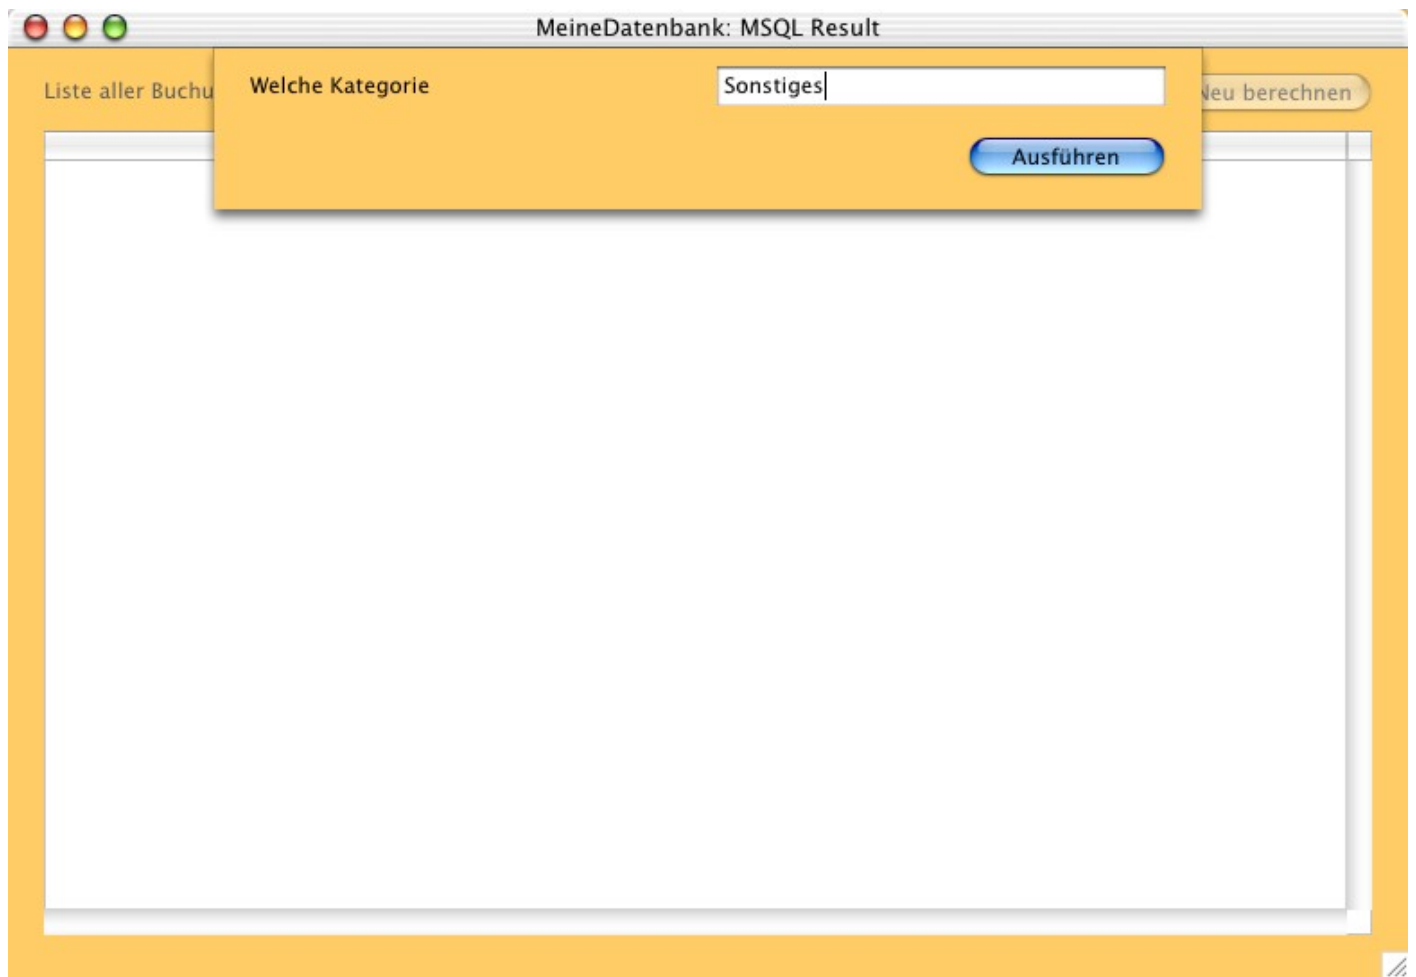 MeineDatenbank: MSQL Result
Welche Kategorie
Sonstiges
Liste aller Buchu
Neu berechnen
Ausführen